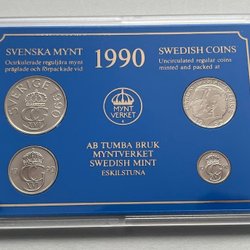 SVENSKA MYNT
Ocirkulerade reguljära mynt
präglade och förpackade vid
1990
SWEDISH COINS
Uncirculated regular coins
minted and packed at
SVERIGE 1990
MYNT
VERKET
AB TUMBA BRUK
MYNTVERKET
SWEDISH MINT
ESKILSTUNA